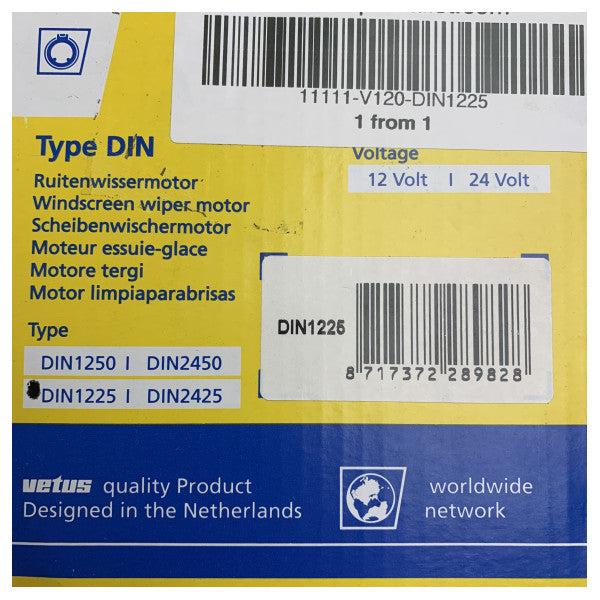 11111-V120-DIN1225
1 from 1
Type DIN
Voltage
12 Volt | 24 Volt
Ruitenwissermotor
Windscreen wiper motor
Scheibenwischermotor
Moteur essuie-glace
Motore tergi
Motor limpiaparabrisas
Type
DIN1250 | DIN2450
DIN1225 | DIN2425
DIN1225
8 717372 289828
vetus quality Product
Designed in the Netherlands
worldwide
network